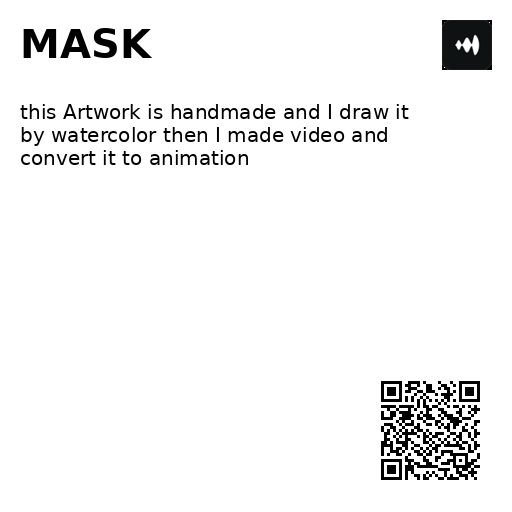 MASK
this Artwork is handmade and I draw it
by watercolor then I made video and
convert it to animation